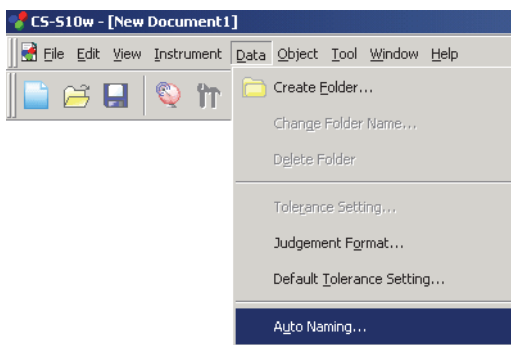 CS-S10w - [New Document1]
File Edit View Instrument Data Object Tool Window Help
Create Folder...
Change Folder Name...
Delete Folder
Tolerance Setting...
Judgement Format...
Default Tolerance Setting...
Auto Naming...